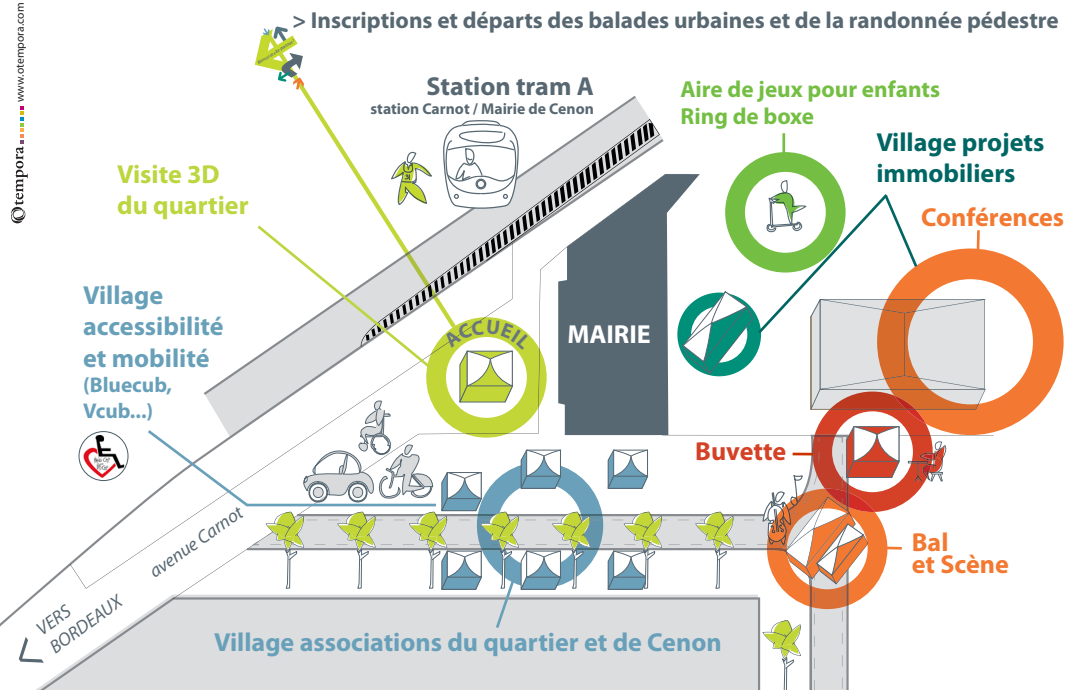 > Inscriptions et départs des balades urbaines et de la randonnée pédestre
tempora www.otempora.com
Station tram A
station Carnot / Mairie de Cenon
Aire de jeux pour enfants
Ring de boxe
Village projets
immobiliers
Conférences
Visite 3D
du quartier
Village
accessibilité
et mobilité
(Bluecub,
Vcub...)
ACCUEIL
MAIRIE
Buvette
Bal
et Scène
avenue Carnot
VERS
BORDEAUX
Village associations du quartier et de Cenon